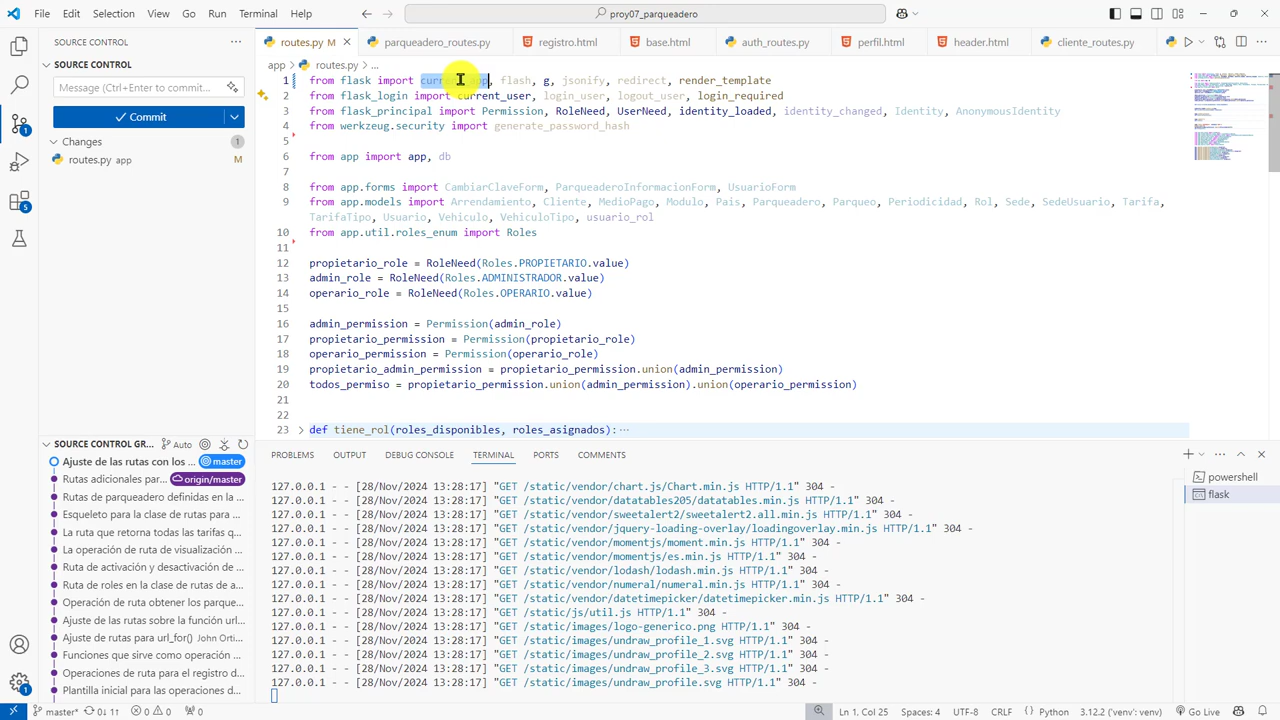 File Edit Selection View Go Run Terminal Help
proy07_parqueadero
SOURCE CONTROL
routes.py M
parqueadero_routes.py
registro.html
base.html
auth_routes.py
perfil.html
header.html
cliente_routes.py
SOURCE CONTROL
Message (Ctrl+Enter to commit...
Commit
Changes 1
routes.py app M
app > routes.py > ...
1 from flask import app, flash, g, jsonify, redirect, render_template
2 from flask_login import logout_user, login_required
3 from flask_principal import Permission, RoleNeed, UserNeed, identity_loaded, identity_changed, Identity, AnonymousIdentity
4 from werkzeug.security import generate_password_hash
5
6 from app import app, db
7
8 from app.forms import CambiarClaveForm, ParqueaderoInformacionForm, UsuarioForm
9 from app.models import Arrendamiento, Cliente, MedioPago, Modulo, Pais, Parqueadero, Parqueo, Periodicidad, Rol, Sede, SedeUsuario, Tarifa,
TarifaTipo, Usuario, Vehiculo, VehiculoTipo, usuario_rol
10 from app.util.roles_enum import Roles
11
12 propietario_role = RoleNeed(Roles.PROPIETARIO.value)
13 admin_role = RoleNeed(Roles.ADMINISTRADOR.value)
14 operario_role = RoleNeed(Roles.OPERARIO.value)
15
16 admin_permission = Permission(admin_role)
17 propietario_permission = Permission(propietario_role)
18 operario_permission = Permission(operario_role)
19 propietario_admin_permission = propietario_permission.union(admin_permission)
20 todos_permiso = propietario_permission.union(admin_permission).union(operario_permission)
21
22
23 def tiene_rol(roles_disponibles, roles_asignados): ...
SOURCE CONTROL GR... Auto
Ajuste de las rutas con los ... master
Rutas adicionales par... origin/master
Rutas de parqueadero definidas en la ...
Esqueleto para la clase de rutas para ...
La ruta que retorna todas las tarifas q...
La operación de ruta de visualización ...
Ruta de activación y desactivación de ...
Ruta de roles en la clase de rutas de a...
Operación de ruta obtener los parque...
Ajuste de las rutas sobre la función url...
Ajuste de rutas para url_for() John Orti...
Funciones que sirve como operación ...
Operaciones de ruta para el registro d...
Plantilla inicial para las operaciones d...
PROBLEMS OUTPUT DEBUG CONSOLE TERMINAL PORTS COMMENTS
127.0.0.1 - - [28/Nov/2024 13:28:17] "GET /static/vendor/chart.js/Chart.min.js HTTP/1.1" 304 -
127.0.0.1 - - [28/Nov/2024 13:28:17] "GET /static/vendor/datatables205/datatables.min.js HTTP/1.1" 304 -
127.0.0.1 - - [28/Nov/2024 13:28:17] "GET /static/vendor/sweetalert2/sweetalert2.all.min.js HTTP/1.1" 304 -
127.0.0.1 - - [28/Nov/2024 13:28:17] "GET /static/vendor/jquery-loading-overlay/loadingoverlay.min.js HTTP/1.1" 304 -
127.0.0.1 - - [28/Nov/2024 13:28:17] "GET /static/vendor/momentjs/moment.min.js HTTP/1.1" 304 -
127.0.0.1 - - [28/Nov/2024 13:28:17] "GET /static/vendor/momentjs/es.min.js HTTP/1.1" 304 -
127.0.0.1 - - [28/Nov/2024 13:28:17] "GET /static/vendor/lodash/lodash.min.js HTTP/1.1" 304 -
127.0.0.1 - - [28/Nov/2024 13:28:17] "GET /static/vendor/numeral/numeral.min.js HTTP/1.1" 304 -
127.0.0.1 - - [28/Nov/2024 13:28:17] "GET /static/vendor/datetimepicker/datetimepicker.min.js HTTP/1.1" 304 -
127.0.0.1 - - [28/Nov/2024 13:28:17] "GET /static/js/util.js HTTP/1.1" 304 -
127.0.0.1 - - [28/Nov/2024 13:28:17] "GET /static/images/logo-generico.png HTTP/1.1" 304 -
127.0.0.1 - - [28/Nov/2024 13:28:17] "GET /static/images/undraw_profile_1.svg HTTP/1.1" 304 -
127.0.0.1 - - [28/Nov/2024 13:28:17] "GET /static/images/undraw_profile_2.svg HTTP/1.1" 304 -
127.0.0.1 - - [28/Nov/2024 13:28:17] "GET /static/images/undraw_profile_3.svg HTTP/1.1" 304 -
127.0.0.1 - - [28/Nov/2024 13:28:17] "GET /static/images/undraw_profile.svg HTTP/1.1" 304 -
powershell
flask
master* 0↓ 1↑ 0 0 0 Ln 1, Col 25 Spaces: 4 UTF-8 CRLF Python 3.12.2 ('venv': venv) Go Live